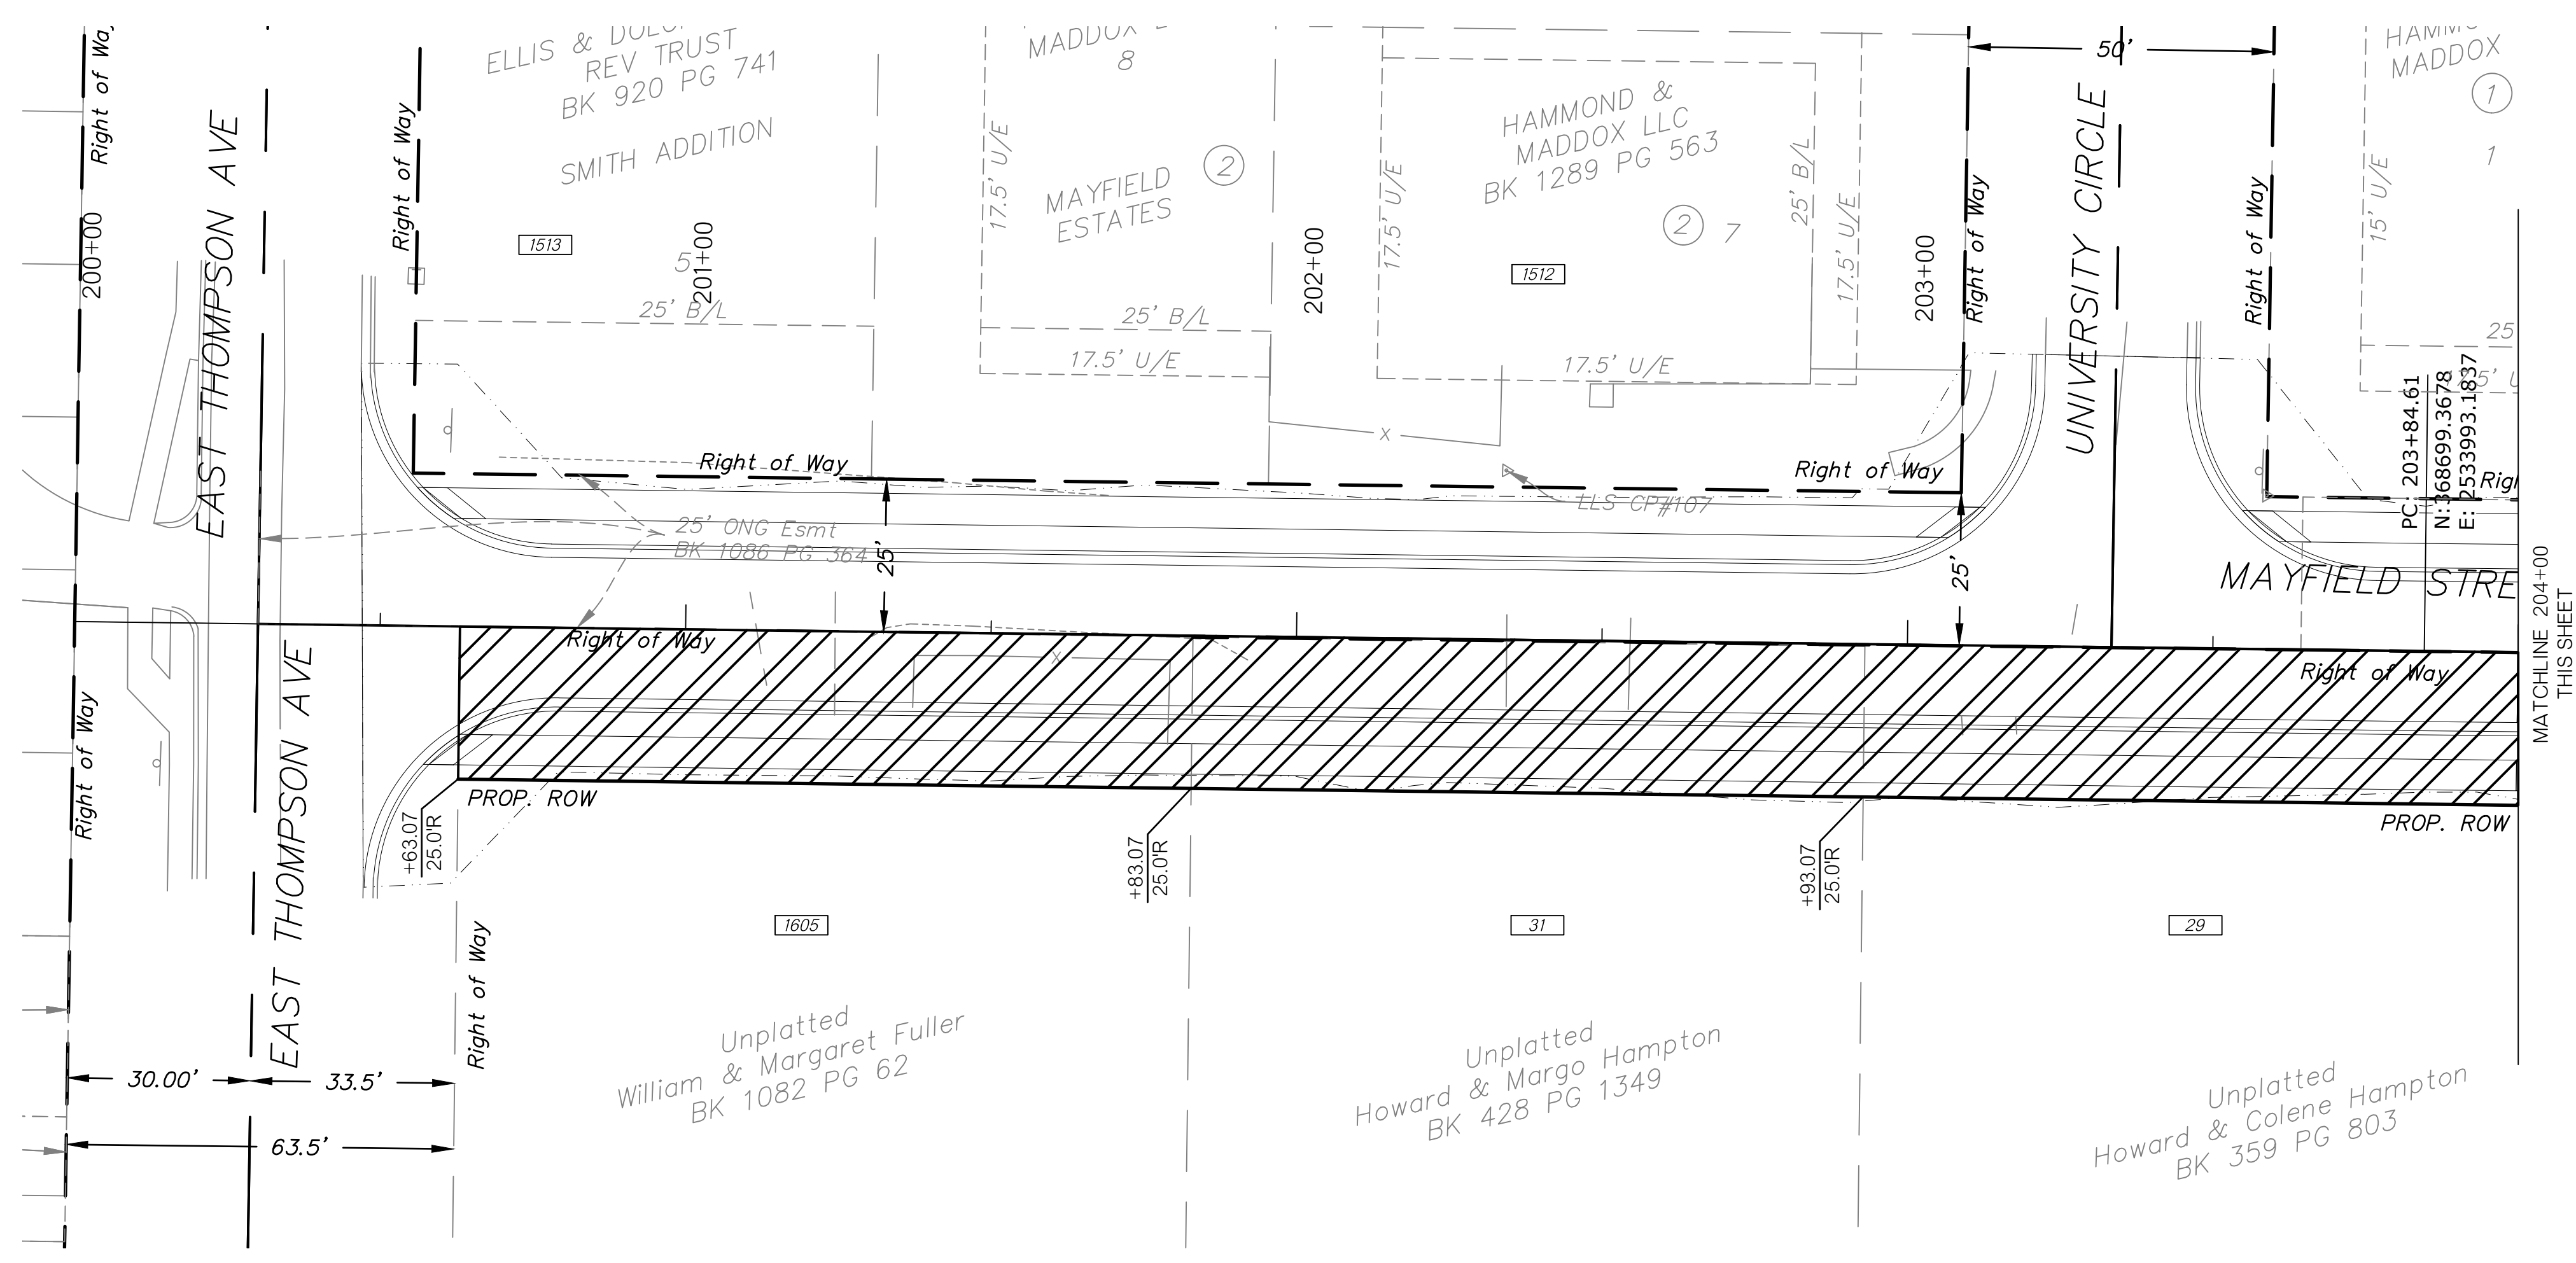 Right of Way
EAST THOMPSON AVE
200+00
Right of Way
ELLIS &
REV TRUST
BK 920 PG 741
SMITH ADDITION
1513
5
201+00
25' B/L
8
17.5' U/E
2
MAYFIELD
ESTATES
25' B/L
17.5' U/E
202+00
17.5' U/E
HAMMOND &
MADDOX LLC
BK 1289 PG 563
2 7
1512
25' B/L
17.5' U/E
17.5' U/E
203+00
Right of Way
50'
UNIVERSITY CIRCLE
Right of Way
MADDOX
1
1
15' U/E
25
PC: 203+84.61
N:368699.3678
E: 2533993.1837
Right of Way
Right of Way
LLS CP#107
25' ONG Esmt
BK 1086 PG 364
25'
25'
MAYFIELD STRE
MATCHLINE 204+00
THIS SHEET
Right of Way
Right of Way
X
X
EAST THOMPSON AVE
Right of Way
PROP. ROW
PROP. ROW
+63.07
25.0'R
+83.07
25.0'R
+93.07
25.0'R
1605
31
29
Right of Way
Unplatted
William & Margaret Fuller
BK 1082 PG 62
Unplatted
Howard & Margo Hampton
BK 428 PG 1349
Unplatted
Howard & Colene Hampton
BK 359 PG 803
30.00'
33.5'
63.5'